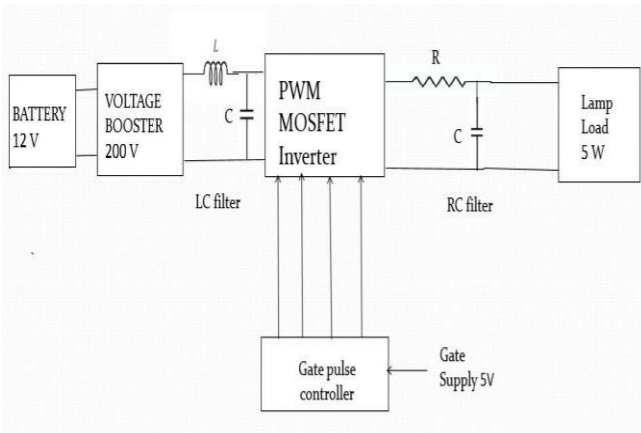 BATTERY
12 V
VOLTAGE
BOOSTER
200 V
L
C
LC filter
PWM
MOSFET
Inverter
R
C
RC filter
Lamp
Load
5 W
Gate pulse
controller
Gate
Supply 5V